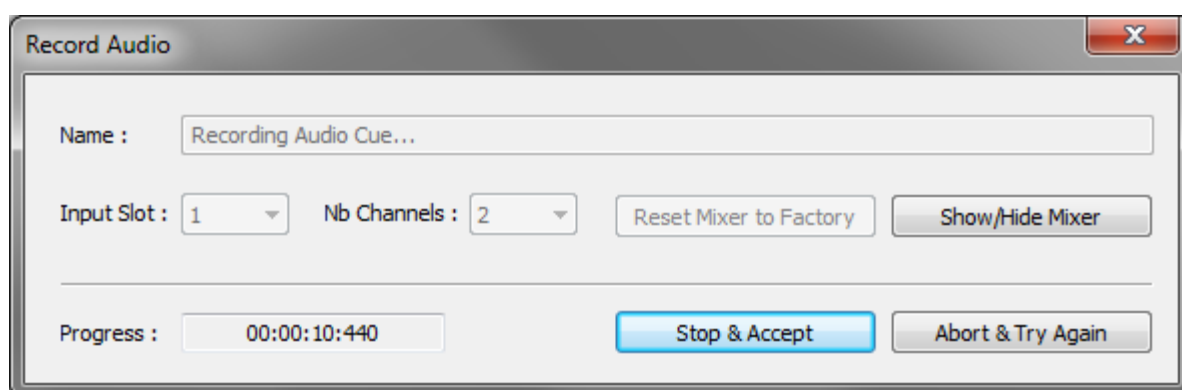 Record Audio
Name : Recording Audio Cue...
Input Slot : 1 Nb Channels : 2 Reset Mixer to Factory Show/Hide Mixer
Progress : 00:00:10:440 Stop & Accept Abort & Try Again